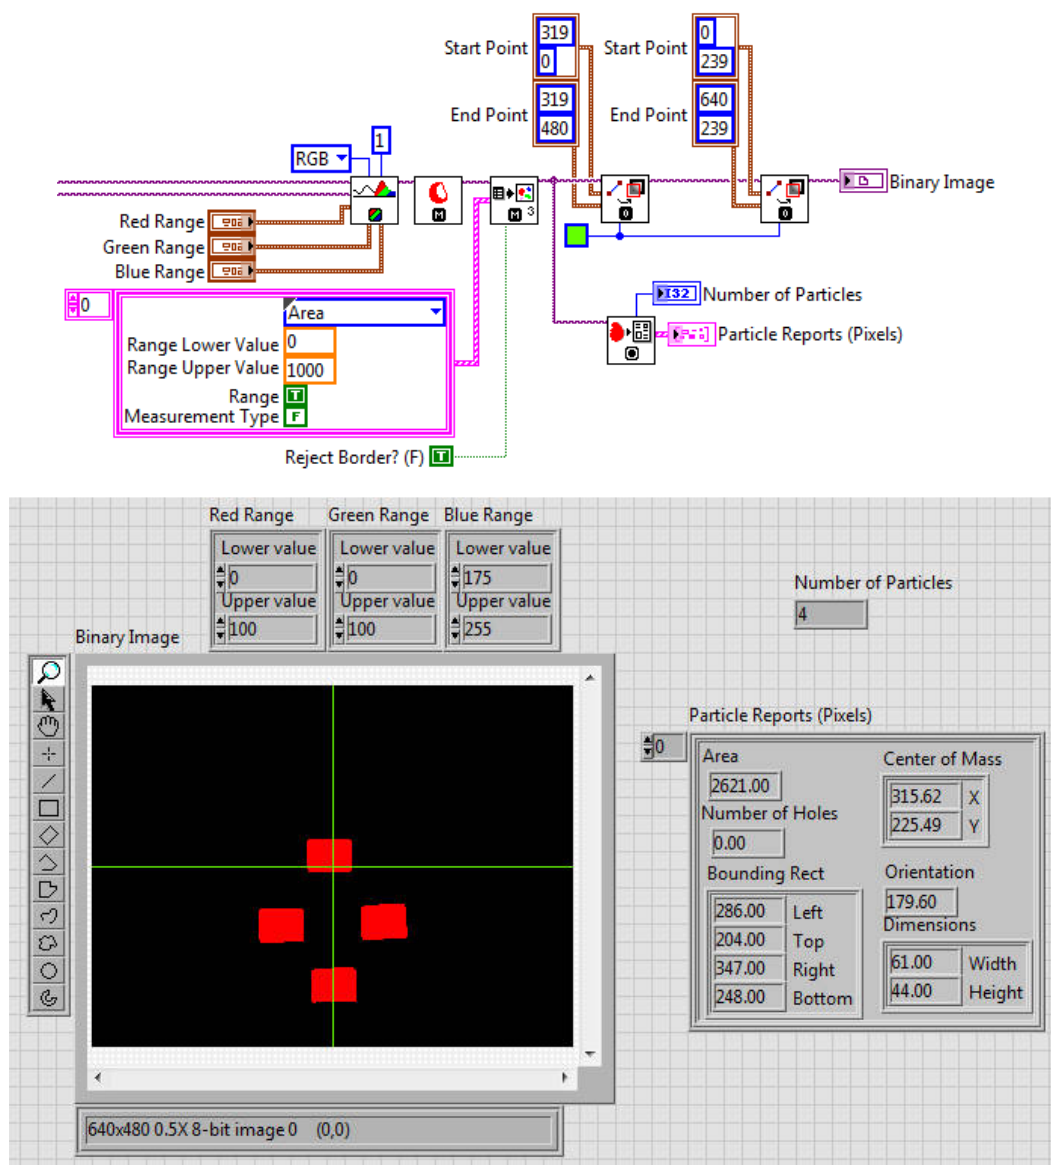 Start Point
319
0
Start Point
0
239
End Point
319
480
End Point
640
239
1
RGB
Binary Image
M
M 3
0
0
Red Range
Green Range
Blue Range
I32 Number of Particles
Particle Reports (Pixels)
0
Area
Range Lower Value 0
Range Upper Value 1000
Range T
Measurement Type F
Reject Border? (F) T
Red Range Green Range Blue Range
Lower value Lower value Lower value
0 0 175
Upper value Upper value Upper value
100 100 255
Number of Particles
4
Binary Image
Particle Reports (Pixels)
0
Area
2621.00
Number of Holes
0.00
Center of Mass
315.62 X
225.49 Y
Bounding Rect
286.00 Left
204.00 Top
347.00 Right
248.00 Bottom
Orientation
179.60
Dimensions
61.00 Width
44.00 Height
640x480 0.5X 8-bit image 0 (0,0)